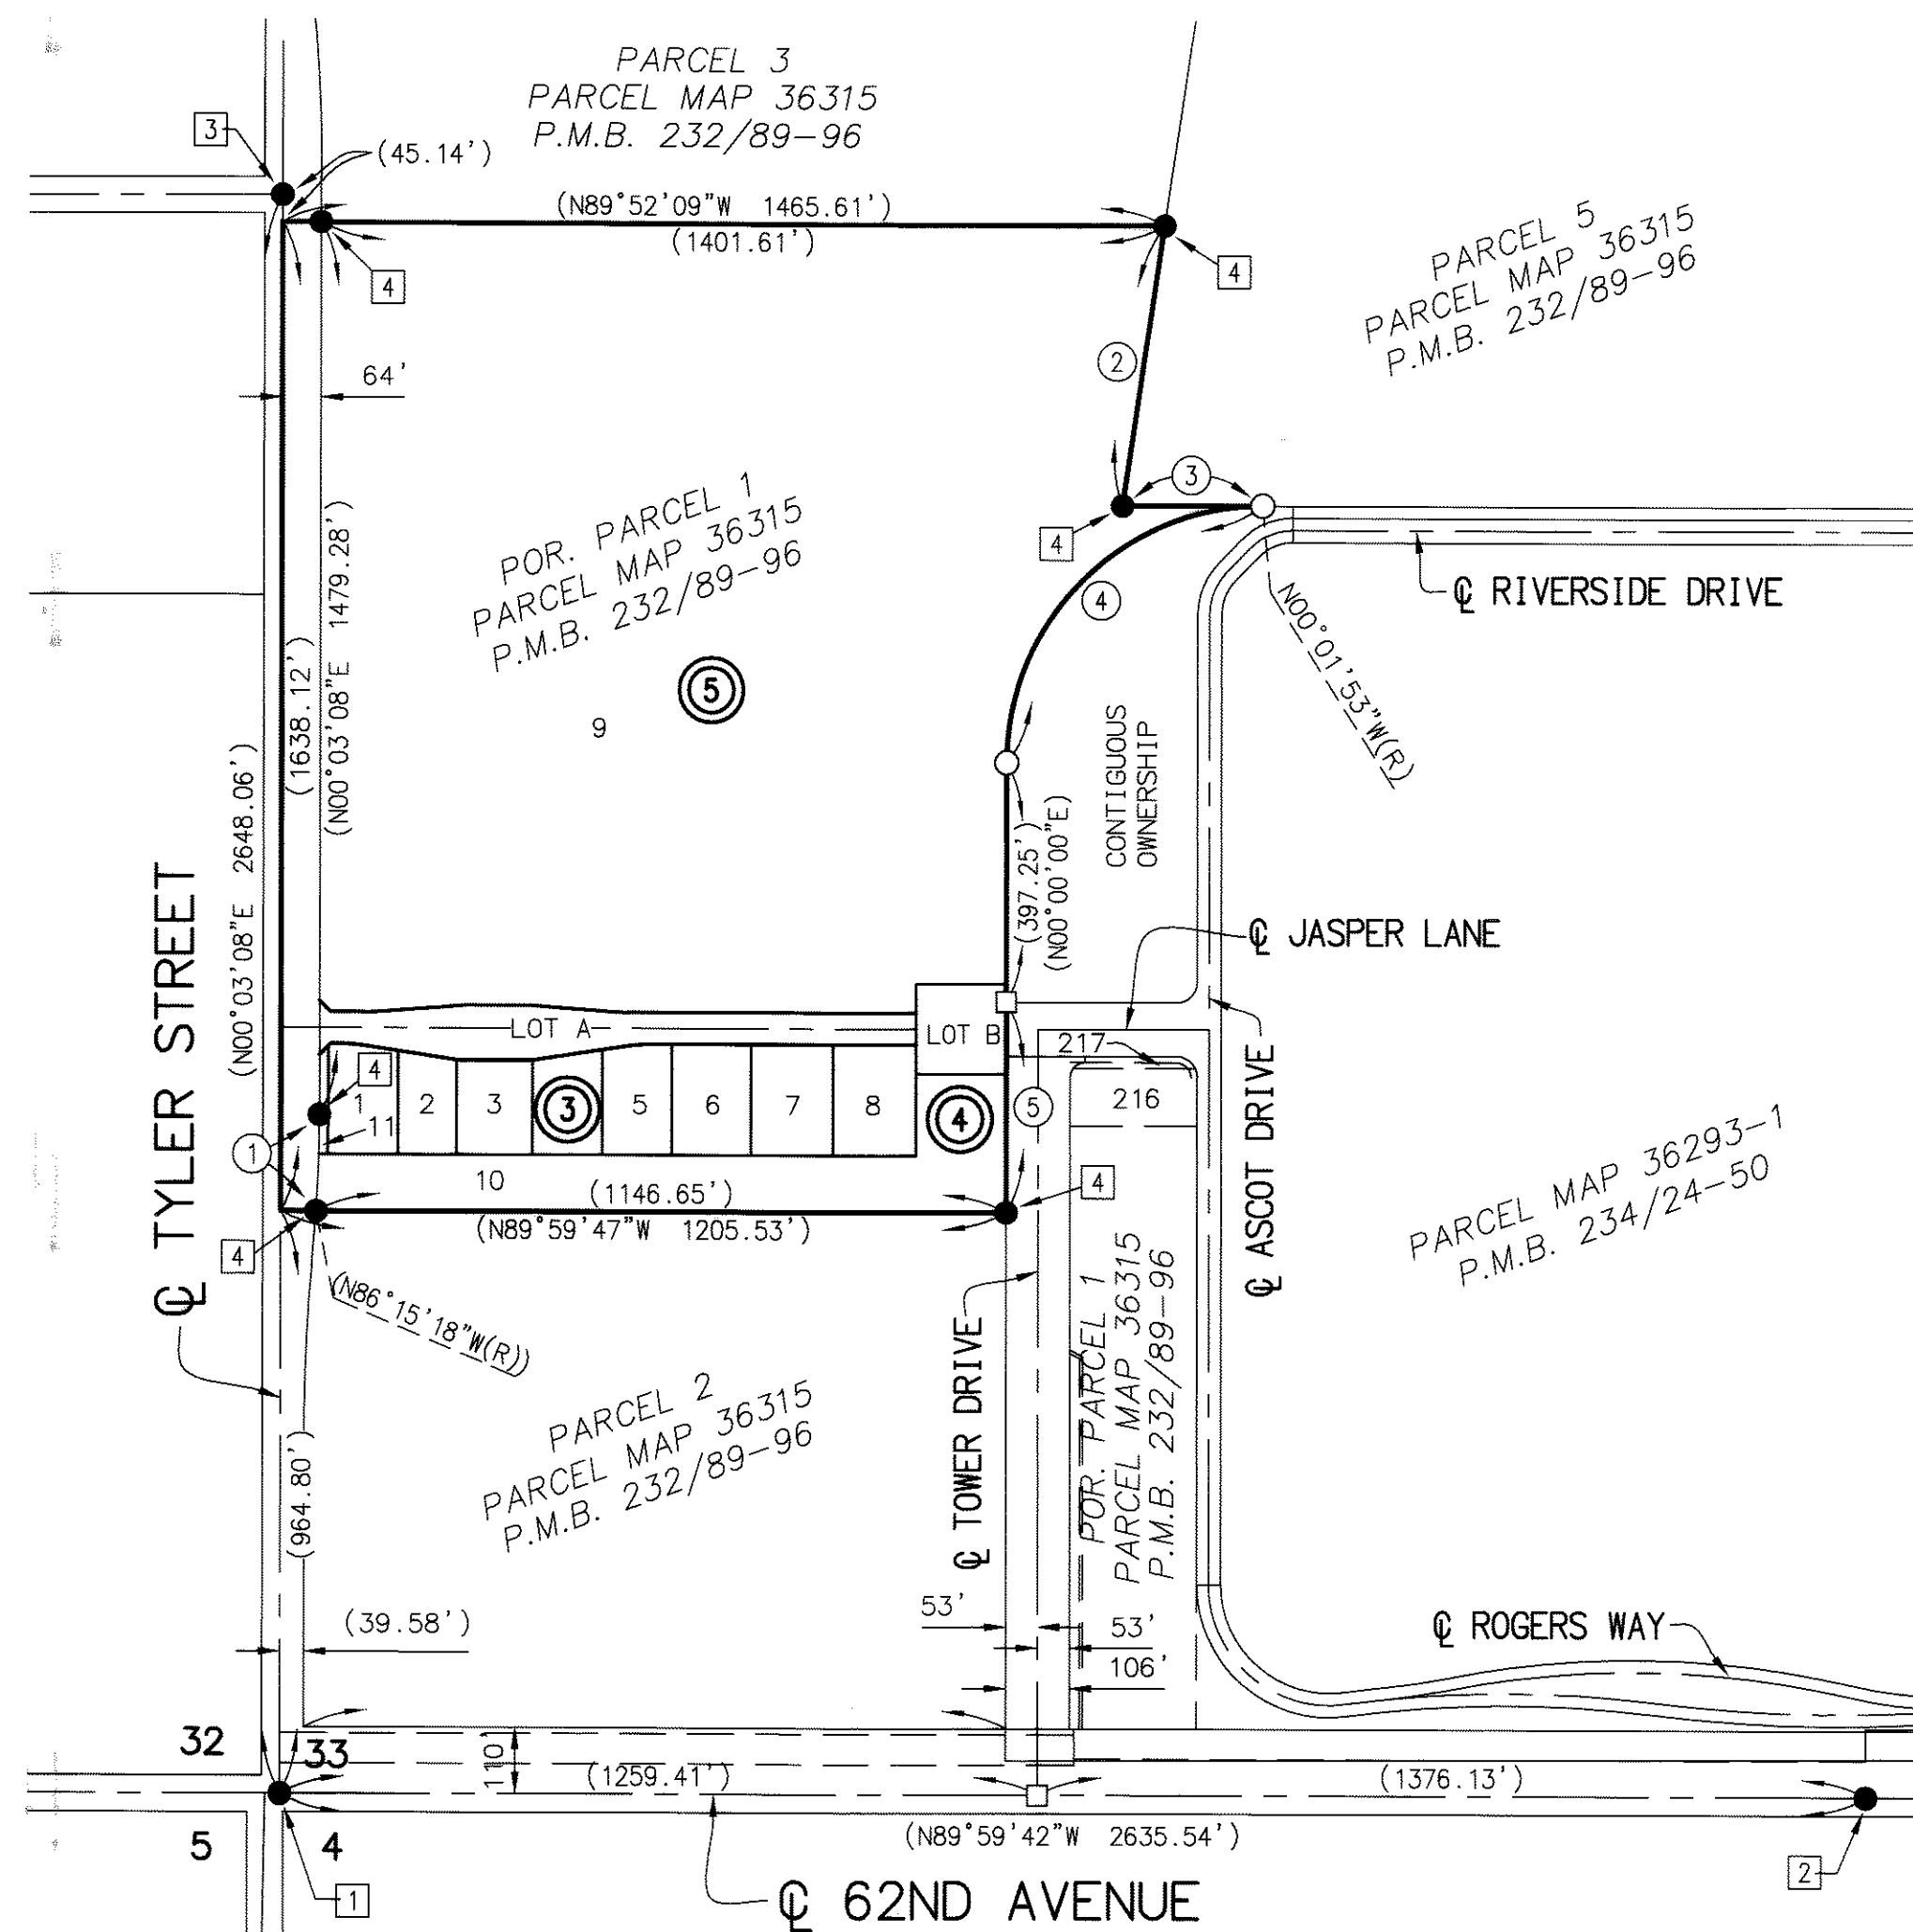 PARCEL 3
PARCEL MAP 36315
P.M.B. 232/89-96
3
(45.14')
(N89°52'09"W 1465.61')
(1401.61')
4
4
PARCEL 5
PARCEL MAP 36315
P.M.B. 232/89-96
64'
2
3
4
4
POR. PARCEL 1
PARCEL MAP 36315
P.M.B. 232/89-96
5
9
(N00°03'08"E 2648.06')
(1638.12')
(N00°03'08"E 1479.28')
℄ RIVERSIDE DRIVE
N00°01'53"W(R)
CONTIGUOUS
OWNERSHIP
(397.25')
(N00°00'00"E)
℄ JASPER LANE
℄ TYLER STREET
LOT A
LOT B
217
216
4
1
11
2
3
3
5
6
7
8
4
5
1
10
(1146.65')
(N89°59'47"W 1205.53')
4
4
(N86°15'18"W(R))
℄ ASCOT DRIVE
PARCEL MAP 36293-1
P.M.B. 234/24-50
PARCEL 2
PARCEL MAP 36315
P.M.B. 232/89-96
(964.80')
℄ TOWER DRIVE
POR. PARCEL 1
PARCEL MAP 36315
P.M.B. 232/89-96
(39.58')
53'
53'
106'
℄ ROGERS WAY
32
33
110'
(1259.41')
(1376.13')
(N89°59'42"W 2635.54')
5
4
1
2
℄ 62ND AVENUE